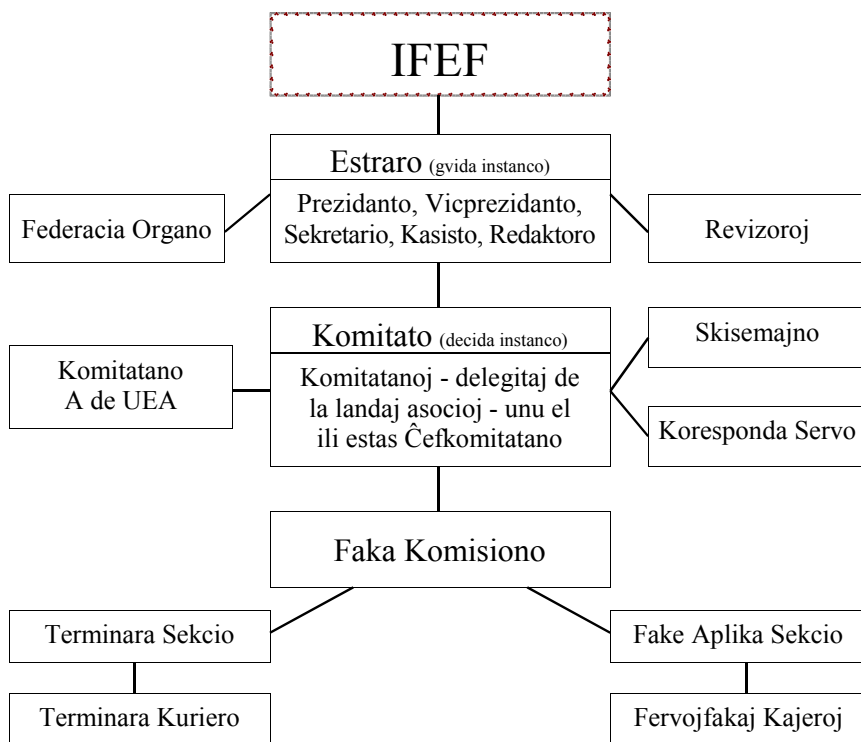 IFEF
Estraro (gvida instanco)
Prezidanto, Vicprezidanto,
Sekretario, Kasisto, Redaktoro
Federacia Organo
Revizoroj
Komitato (decida instanco)
Komitatanoj - delegitaj de
la landaj asocioj - unu el
ili estas Ĉefkomitatano
Komitatano
A de UEA
Skisemajno
Koresponda Servo
Faka Komisiono
Terminara Sekcio
Fake Aplika Sekcio
Terminara Kuriero
Fervojfakaj Kajeroj